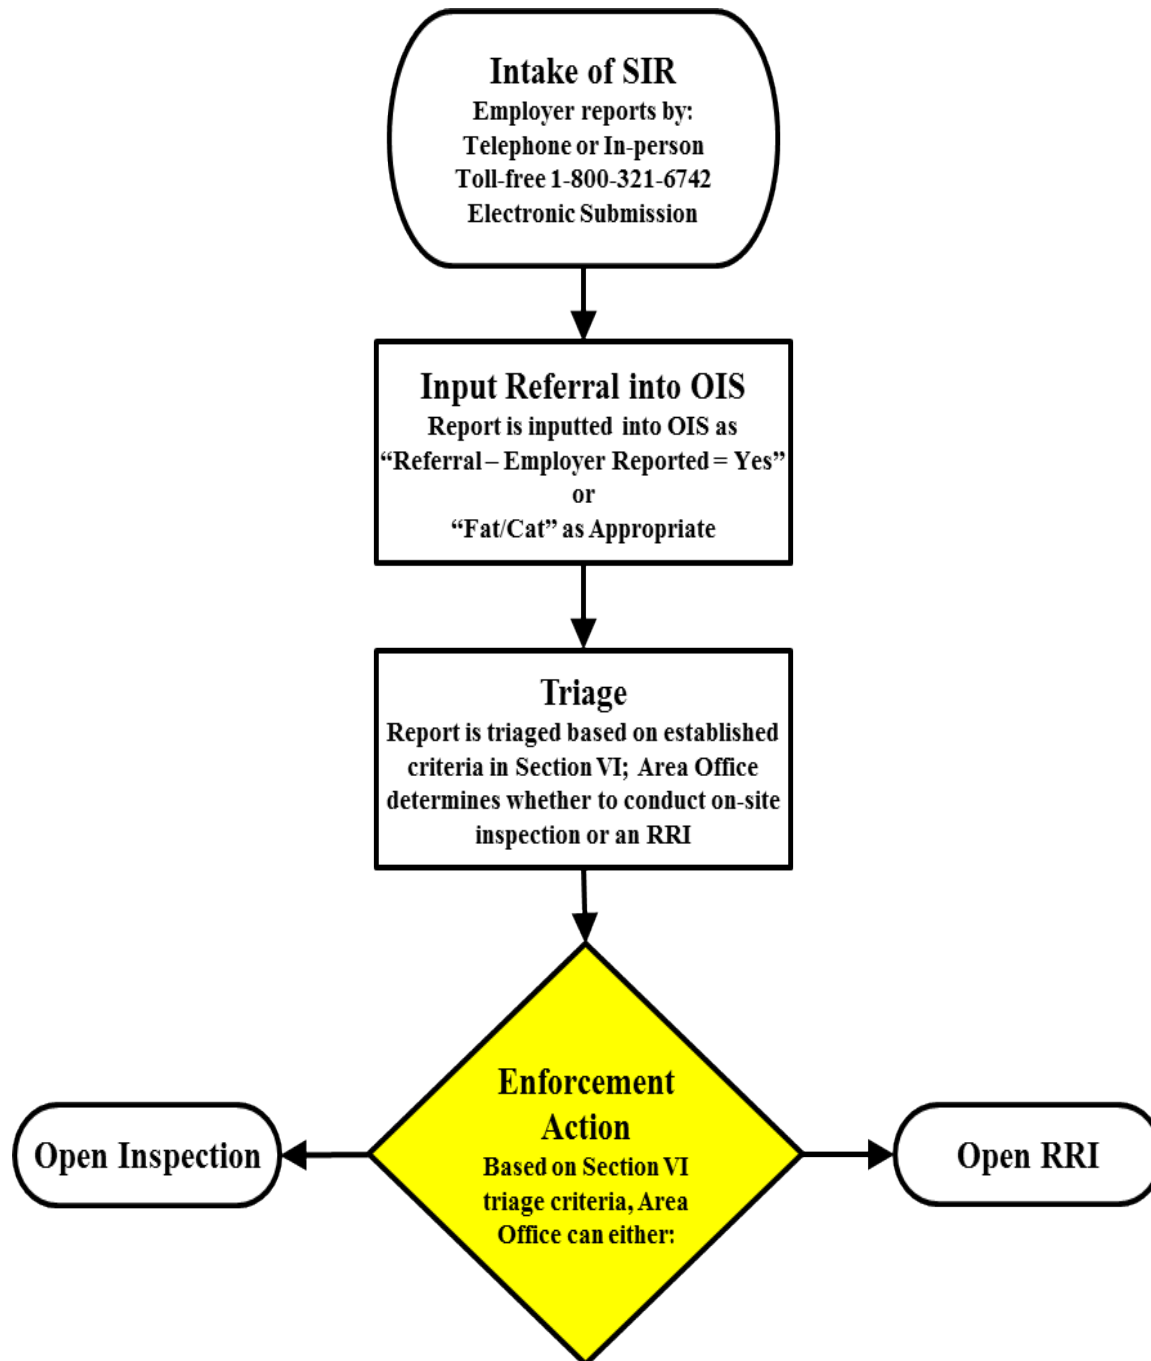 Intake of SIR
Employer reports by:
Telephone or In-person
Toll-free 1-800-321-6742
Electronic Submission
Input Referral into OIS
Report is inputted into OIS as
“Referral – Employer Reported = Yes”
or
“Fat/Cat” as Appropriate
Triage
Report is triaged based on established
criteria in Section VI; Area Office
determines whether to conduct on-site
inspection or an RRI
Enforcement
Action
Based on Section VI
triage criteria, Area
Office can either:
Open Inspection
Open RRI